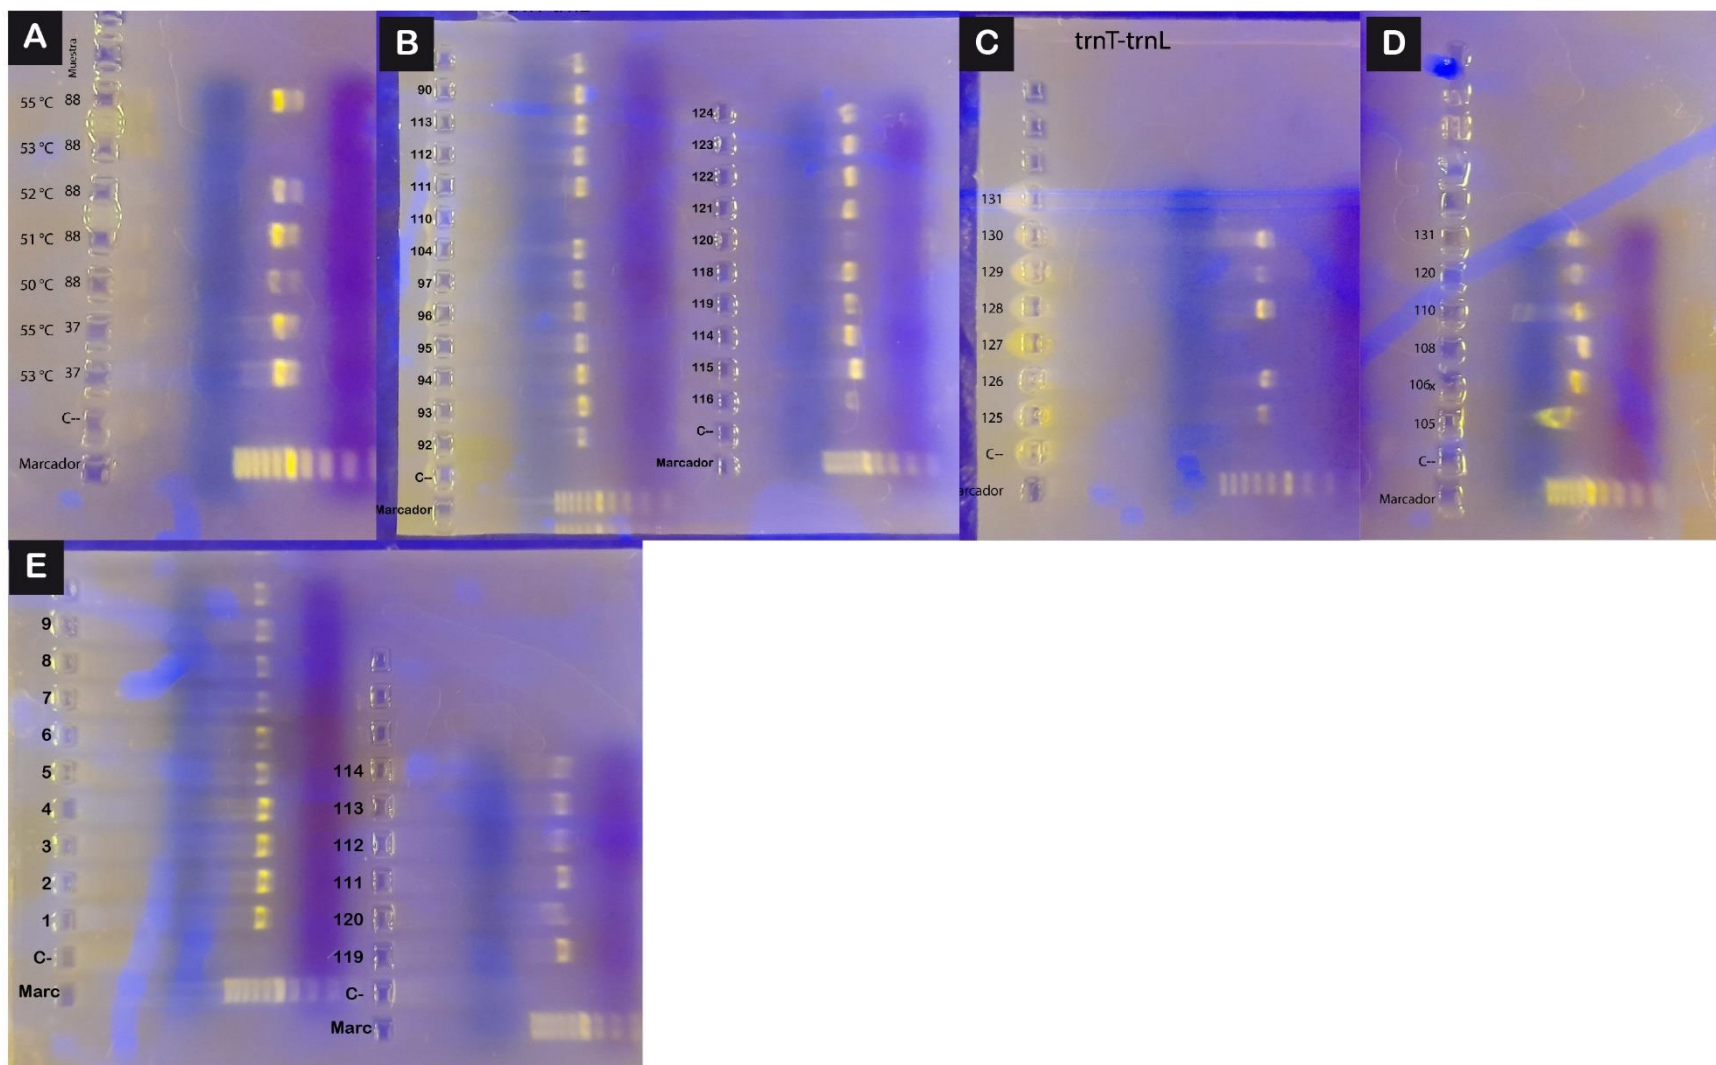 A
Muestra
55 °C 88
53 °C 88
52 °C 88
51 °C 88
50 °C 88
55 °C 37
53 °C 37
C--
Marcador
B
90
113
112
111
110
104
97
96
95
94
93
92
C--
Marcador
124
123
122
121
120
118
119
114
115
116
C--
Marcador
C
trnT-trnL
131
130
129
128
127
126
125
C--
arcador
D
131
120
110
108
106x
105
C--
Marcador
E
9
8
7
6
5
4
3
2
1
C-
Marc
114
113
112
111
120
119
C-
Marc